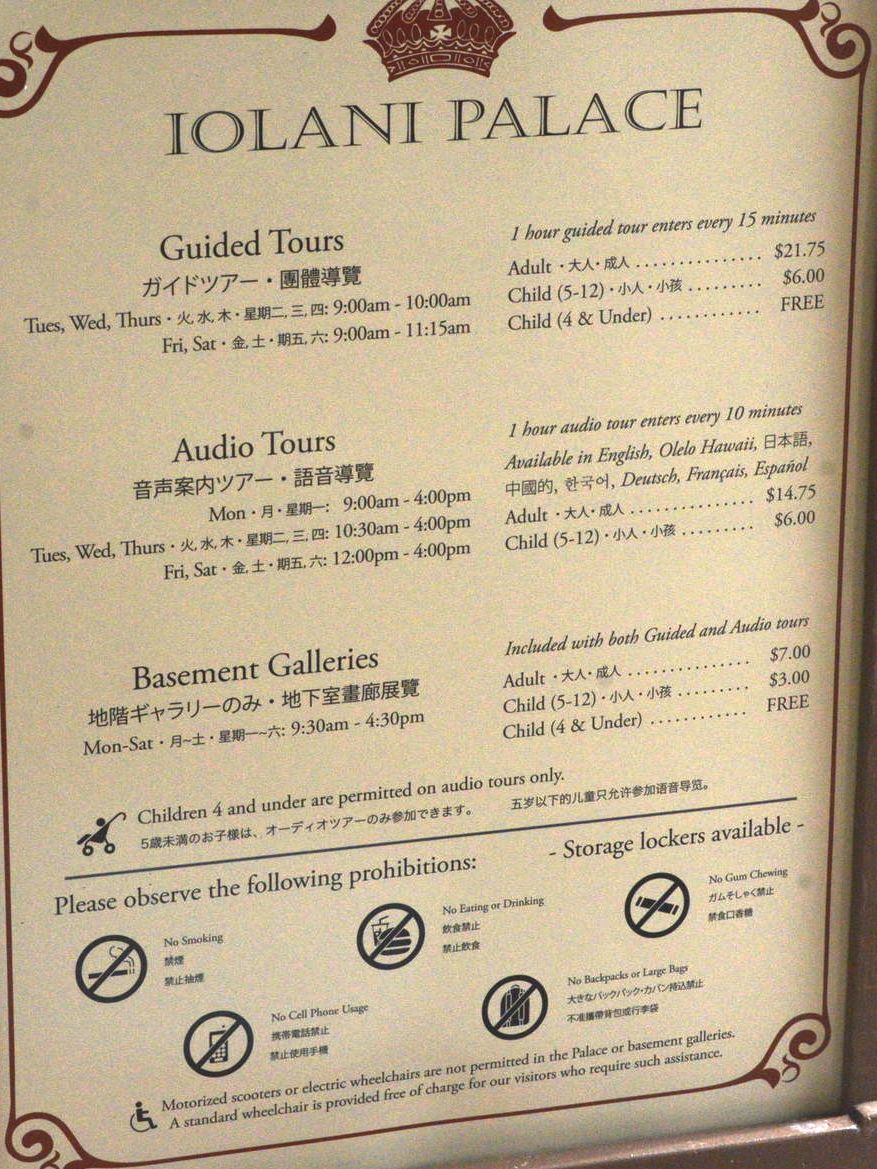 IOLANI PALACE
Guided Tours
ガイドツアー・團體導覽
Tues, Wed, Thurs・火, 水, 木・星期二, 三, 四: 9:00am - 10:00am
Fri, Sat・金, 土・期五, 六: 9:00am - 11:15am
1 hour guided tour enters every 15 minutes
Adult・大人・成人 ............... $21.75
Child (5-12)・小人・小孩 ......... $6.00
Child (4 & Under) ............ FREE
Audio Tours
音声案内ツアー・語音導覽
Mon・月・星期一: 9:00am - 4:00pm
Tues, Wed, Thurs・火, 水, 木・星期二, 三, 四: 10:30am - 4:00pm
Fri, Sat・金, 土・期五, 六: 12:00pm - 4:00pm
1 hour audio tour enters every 10 minutes
Available in English, Olelo Hawaii, 日本語,
中國的, 한국어, Deutsch, Français, Español
Adult・大人・成人 ............... $14.75
Child (5-12)・小人・小孩 ......... $6.00
Basement Galleries
地階ギャラリーのみ・地下室畫廊展覽
Mon-Sat・月~土・星期一~六: 9:30am - 4:30pm
Included with both Guided and Audio tours
Adult・大人・成人 ............... $7.00
Child (5-12)・小人・小孩 ......... $3.00
Child (4 & Under) ............ FREE
Children 4 and under are permitted on audio tours only.
5歳未満のお子様は、オーディオツアーのみ参加できます。 五岁以下的儿童只允许参加语音导览。
- Storage lockers available -
Please observe the following prohibitions:
No Smoking
禁煙
禁止抽煙
No Eating or Drinking
飲食禁止
禁止飲食
No Gum Chewing
ガムそしゃく禁止
禁食口香糖
No Cell Phone Usage
携帯電話禁止
禁止使用手機
No Backpacks or Large Bags
大きなバックパック・カバン持込禁止
不准攜帶背包或行李袋
Motorized scooters or electric wheelchairs are not permitted in the Palace or basement galleries.
A standard wheelchair is provided free of charge for our visitors who require such assistance.